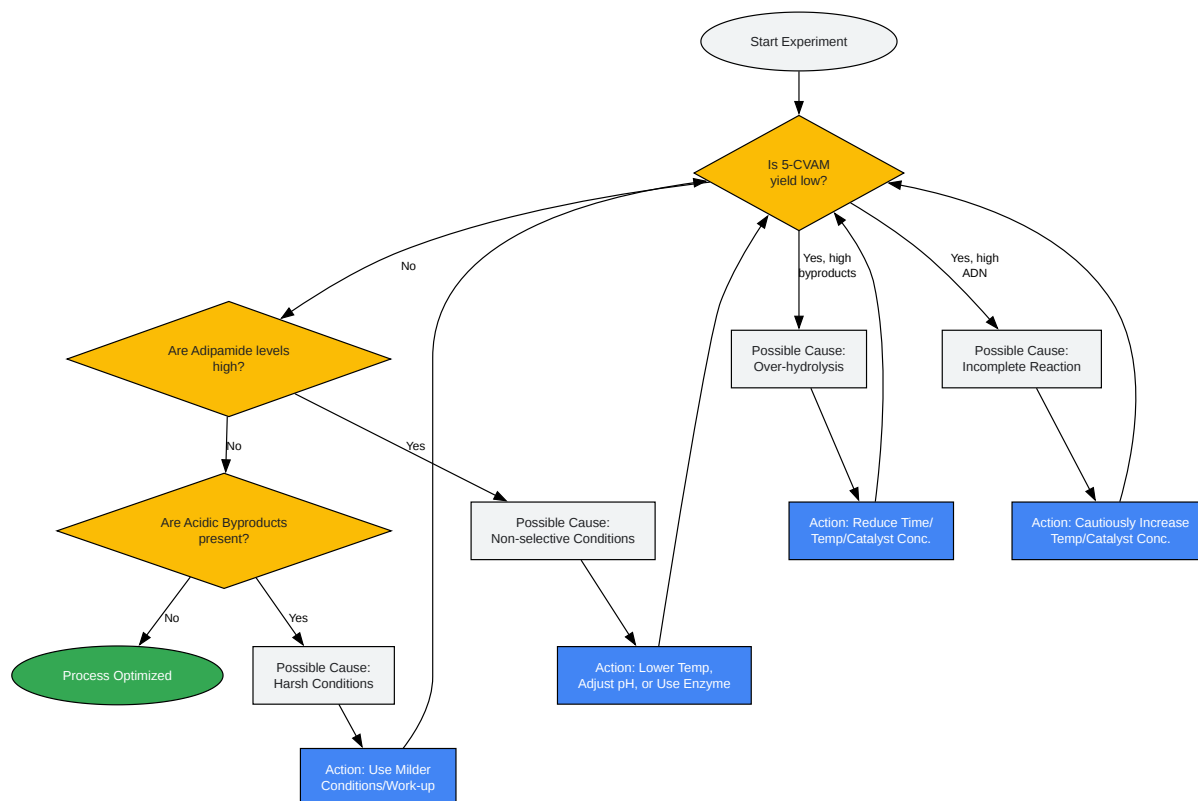 Start Experiment
Is 5-CVAM
yield low?
Yes, high
byproducts
Yes, high
ADN
No
Are Adipamide levels
high?
Possible Cause:
Over-hydrolysis
Possible Cause:
Incomplete Reaction
No
Yes
Are Acidic Byproducts
present?
Possible Cause:
Non-selective Conditions
Action: Reduce Time/
Temp/Catalyst Conc.
Action: Cautiously Increase
Temp/Catalyst Conc.
No
Yes
Process Optimized
Possible Cause:
Harsh Conditions
Action: Lower Temp,
Adjust pH, or Use Enzyme
Action: Use Milder
Conditions/Work-up